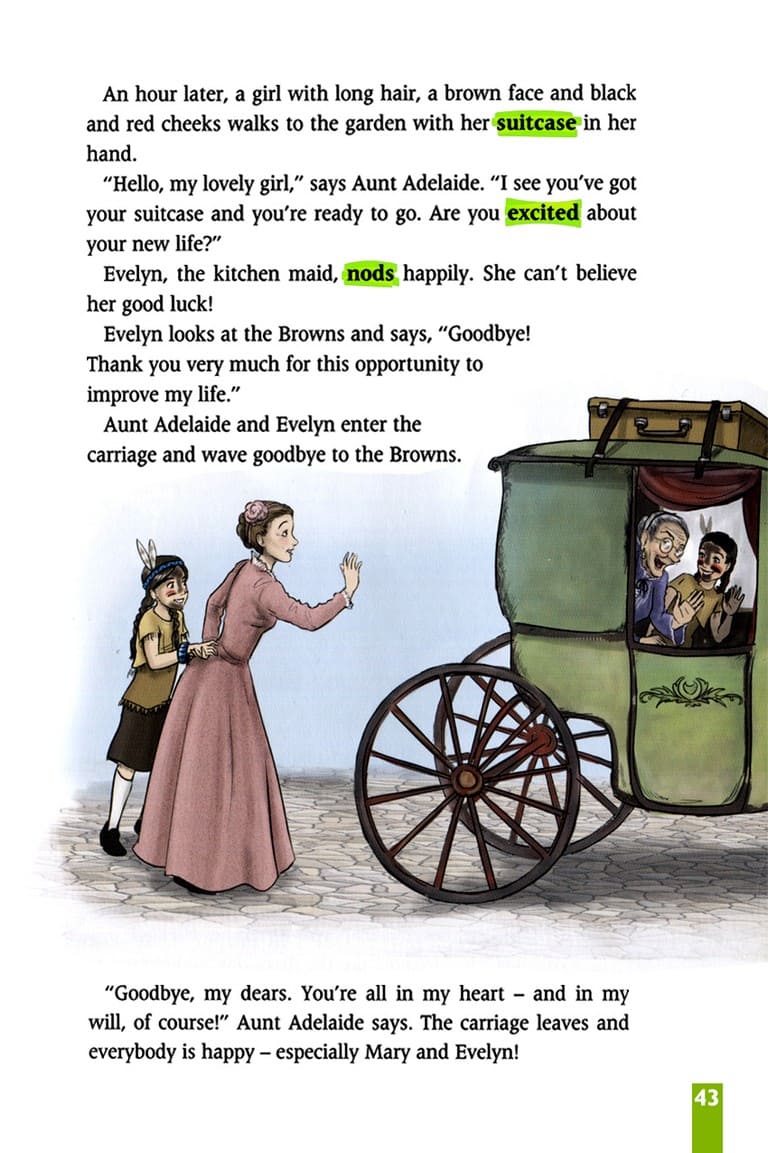 An hour later, a girl with long hair, a brown face and black
and red cheeks walks to the garden with her suitcase in her
hand.
“Hello, my lovely girl,” says Aunt Adelaide. “I see you’ve got
your suitcase and you’re ready to go. Are you excited about
your new life?”
Evelyn, the kitchen maid, nods happily. She can’t believe
her good luck!
Evelyn looks at the Browns and says, “Goodbye!
Thank you very much for this opportunity to
improve my life.”
Aunt Adelaide and Evelyn enter the
carriage and wave goodbye to the Browns.
“Goodbye, my dears. You’re all in my heart – and in my
will, of course!” Aunt Adelaide says. The carriage leaves and
everybody is happy – especially Mary and Evelyn!
43